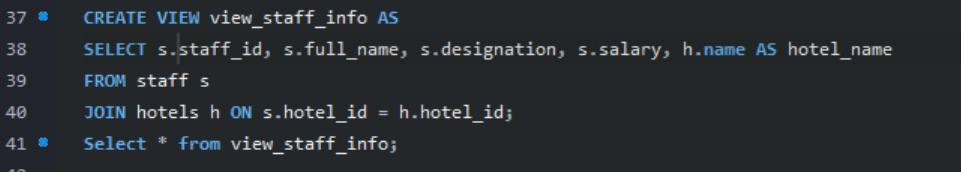 37 CREATE VIEW view_staff_info AS
38 SELECT s.staff_id, s.full_name, s.designation, s.salary, h.name AS hotel_name
39 FROM staff s
40 JOIN hotels h ON s.hotel_id = h.hotel_id;
41 Select * from view_staff_info;